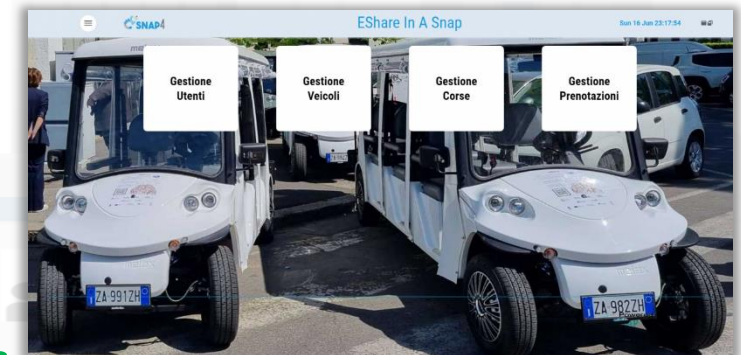 SNAP4
EShare In A Snap
Sun 16 Jun 23:17:54
Gestione
Utenti
Gestione
Veicoli
Gestione
Corse
Gestione
Prenotazioni
ZA 991ZH
ZA 982ZH